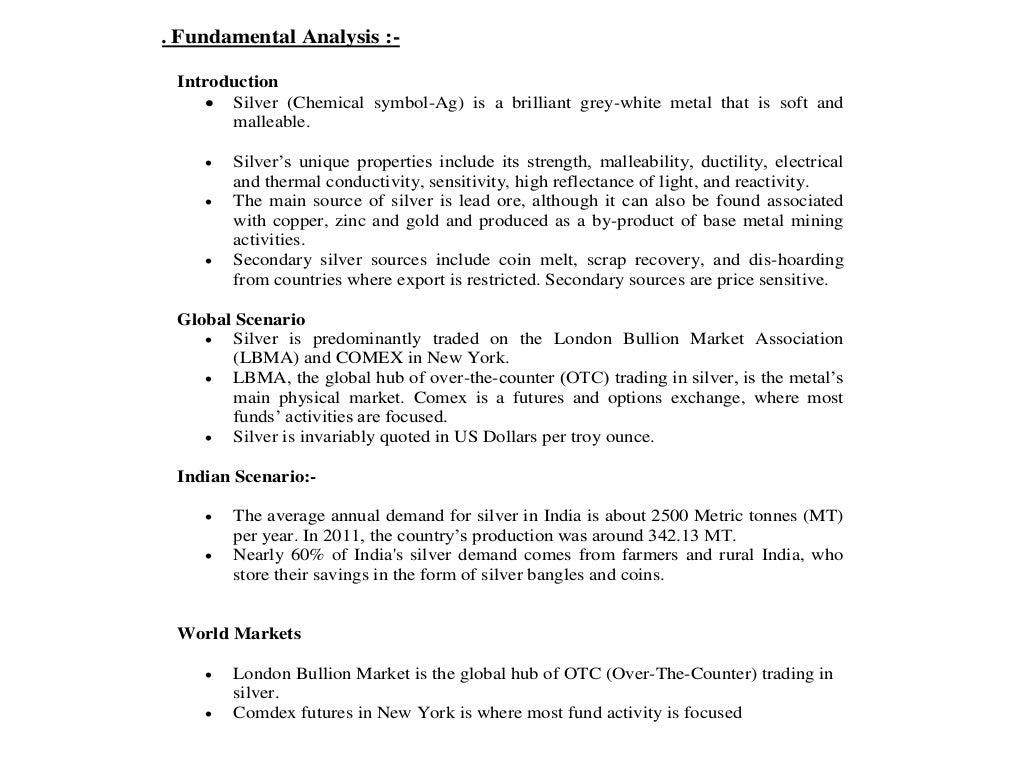 . Fundamental Analysis :-
Introduction
• Silver (Chemical symbol-Ag) is a brilliant grey-white metal that is soft and
malleable.
• Silver’s unique properties include its strength, malleability, ductility, electrical
and thermal conductivity, sensitivity, high reflectance of light, and reactivity.
• The main source of silver is lead ore, although it can also be found associated
with copper, zinc and gold and produced as a by-product of base metal mining
activities.
• Secondary silver sources include coin melt, scrap recovery, and dis-hoarding
from countries where export is restricted. Secondary sources are price sensitive.
Global Scenario
• Silver is predominantly traded on the London Bullion Market Association
(LBMA) and COMEX in New York.
• LBMA, the global hub of over-the-counter (OTC) trading in silver, is the metal’s
main physical market. Comex is a futures and options exchange, where most
funds’ activities are focused.
• Silver is invariably quoted in US Dollars per troy ounce.
Indian Scenario:-
• The average annual demand for silver in India is about 2500 Metric tonnes (MT)
per year. In 2011, the country’s production was around 342.13 MT.
• Nearly 60% of India's silver demand comes from farmers and rural India, who
store their savings in the form of silver bangles and coins.
World Markets
• London Bullion Market is the global hub of OTC (Over-The-Counter) trading in
silver.
• Comdex futures in New York is where most fund activity is focused